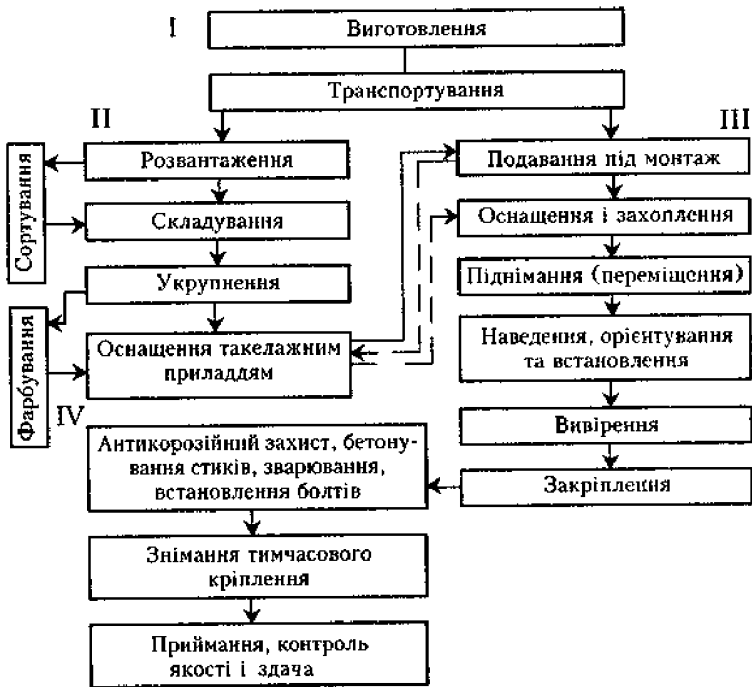 I
Виготовлення
Транспортування
II
III
Розвантаження
Сортування
Складування
Укрупнення
Фарбування
Оснащення такелажним
приладдям
Подавання під монтаж
Оснащення і захоплення
Піднімання (переміщення)
Наведення, орієнтування
та встановлення
Вивірення
Закріплення
IV
Антикорозійний захист, бетону-
вання стиків, зварювання,
встановлення болтів
Знімання тимчасового
кріплення
Приймання, контроль
якості і здача